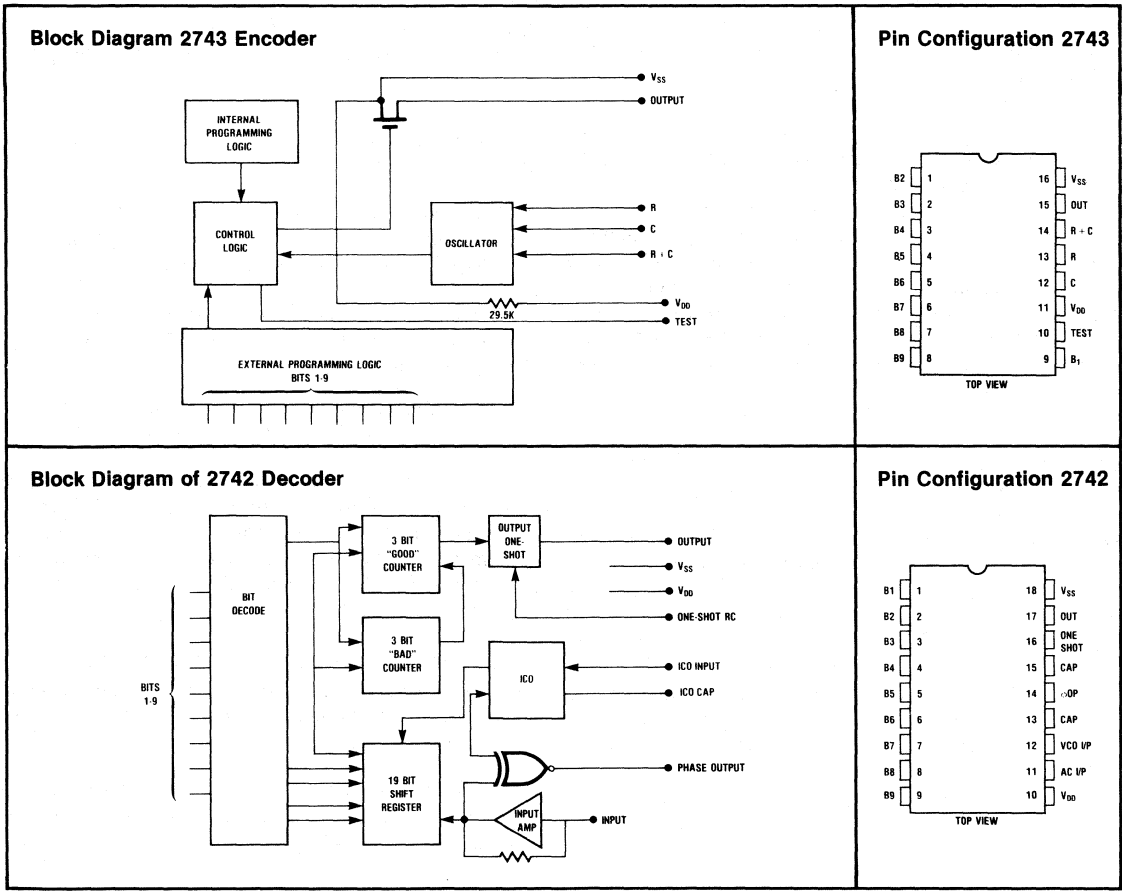 Block Diagram 2743 Encoder
VSS
OUTPUT
INTERNAL
PROGRAMMING
LOGIC
CONTROL
LOGIC
OSCILLATOR
R
C
R + C
VDD
29.5K
TEST
EXTERNAL PROGRAMMING LOGIC
BITS 1-9
Pin Configuration 2743
B2 1 16 VSS
B3 2 15 OUT
B4 3 14 R + C
B5 4 13 R
B6 5 12 C
B7 6 11 VDD
B8 7 10 TEST
B9 8 9 B1
TOP VIEW
Block Diagram of 2742 Decoder
BITS
1-9
BIT
DECODE
3 BIT
"GOOD"
COUNTER
3 BIT
"BAD"
COUNTER
OUTPUT
ONE-
SHOT
OUTPUT
VSS
VDD
ONE-SHOT RC
ICO
ICO INPUT
ICO CAP
19 BIT
SHIFT
REGISTER
PHASE OUTPUT
INPUT
AMP
INPUT
Pin Configuration 2742
B1 1 18 VSS
B2 2 17 OUT
B3 3 16 ONE
SHOT
B4 4 15 CAP
B5 5 14 OP
B6 6 13 CAP
B7 7 12 VCO I/P
B8 8 11 AC I/P
B9 9 10 VDD
TOP VIEW